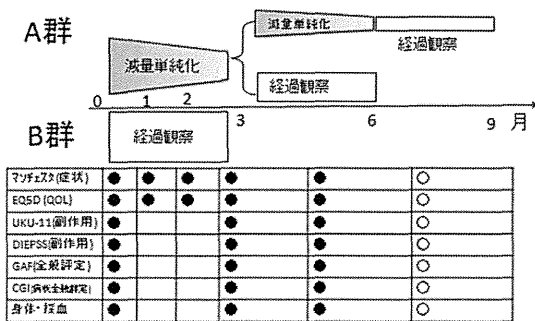 A群
減量単純化
減量単純化
経過観察
経過観察
0 1 2 3 6 9 月
B群
経過観察
マンチェスタ(症状) ● ● ● ● ● ○
EQ5D (QOL) ● ● ● ● ● ○
UKU-11(副作用) ● ● ● ○
DIEPSS(副作用) ● ● ● ○
GAF(全般評定) ● ● ● ○
CGI(病状全般評定) ● ● ● ○
身体・採血 ● ● ● ○